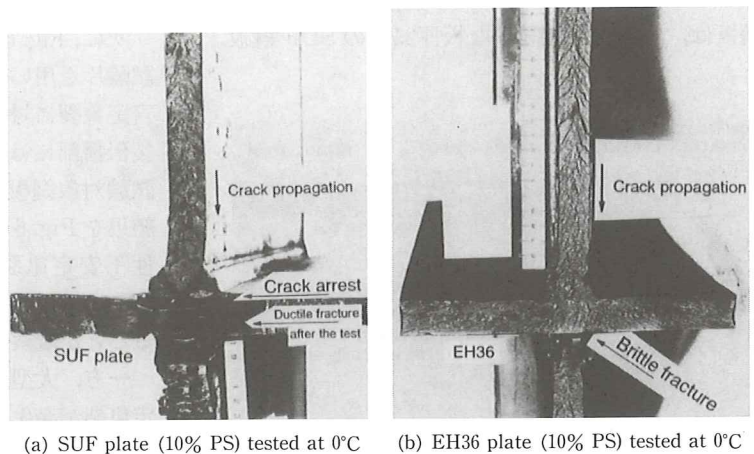 Crack propagation
Crack arrest
Ductile fracture
after the test
SUF plate
Crack propagation
EH36
Brittle fracture
(a) SUF plate (10% PS) tested at 0°C
(b) EH36 plate (10% PS) tested at 0°C